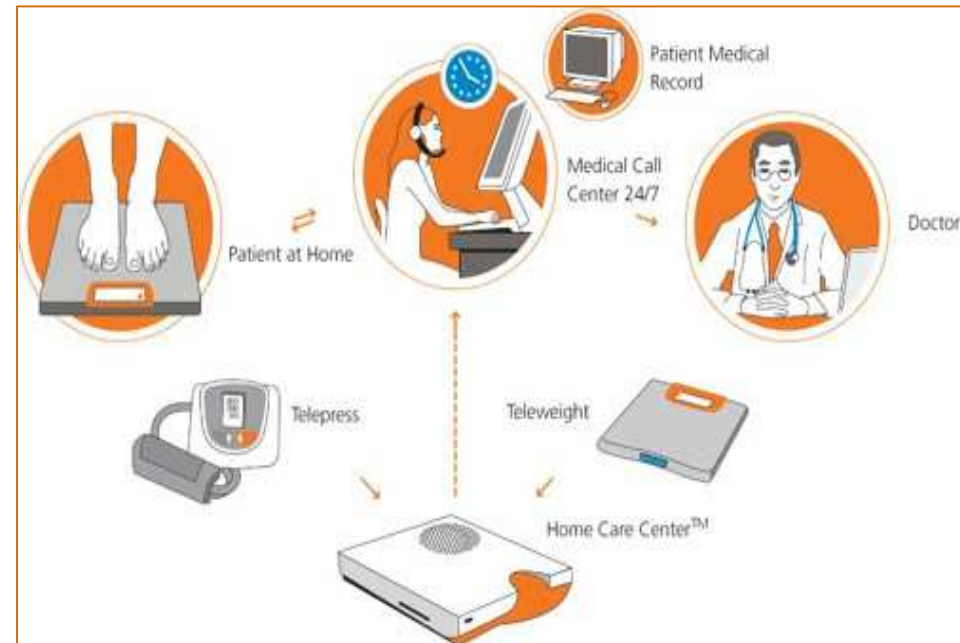 Patient Medical
Record
Medical Call
Center 24/7
Doctor
Patient at Home
Telepress
Teleweight
Home Care Center™